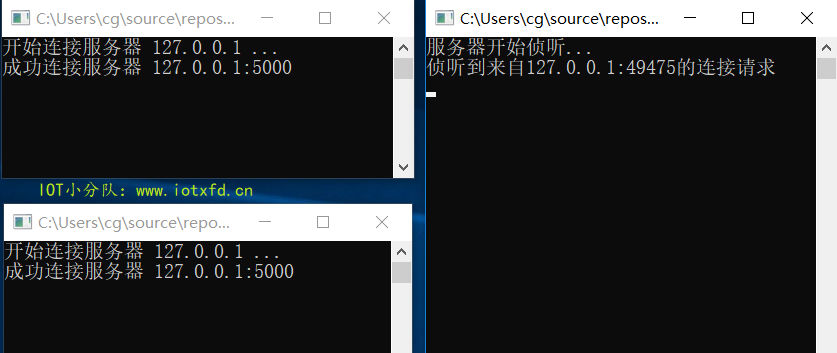 C:\Users\cg\source\repos...
开始连接服务器 127.0.0.1 ...
成功连接服务器 127.0.0.1:5000
IOT小分队：www.iotxfd.cn
C:\Users\cg\source\repo...
开始连接服务器 127.0.0.1 ...
成功连接服务器 127.0.0.1:5000
C:\Users\cg\source\repos...
服务器开始侦听...
侦听到来自127.0.0.1:49475的连接请求